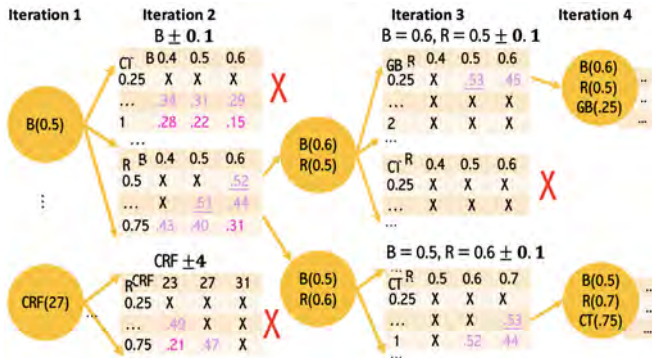 Iteration 1 Iteration 2 Iteration 3 Iteration 4
B ± 0.1
CT B 0.4 0.5 0.6
0.25 X X X
... .34 .31 .29
1 .28 .22 .15
...
X
R B 0.4 0.5 0.6
0.5 X X .52
... X .51 .44
0.75 .43 .40 .31
B(0.5)
⋮
CRF ±4
R CRF 23 27 31
0.25 X X X
... .49 X X
0.75 .21 .47 X
X
CRF(27)
...
B(0.6)
R(0.5)
B(0.5)
R(0.6)
B = 0.6, R = 0.5 ± 0.1
GB R 0.4 0.5 0.6
0.25 X .53 .45
... X X X
2 X X X
...
CT R 0.4 0.5 0.6
0.25 X X X
... X X X
...
X
B = 0.5, R = 0.6 ± 0.1
...
CT R 0.5 0.6 0.7
0.25 X X X
... X X .53
1 X .52 .44
...
B(0.6)
R(0.5)
GB(.25)
..
..
...
B(0.5)
R(0.7)
CT(.75)
..
...
...